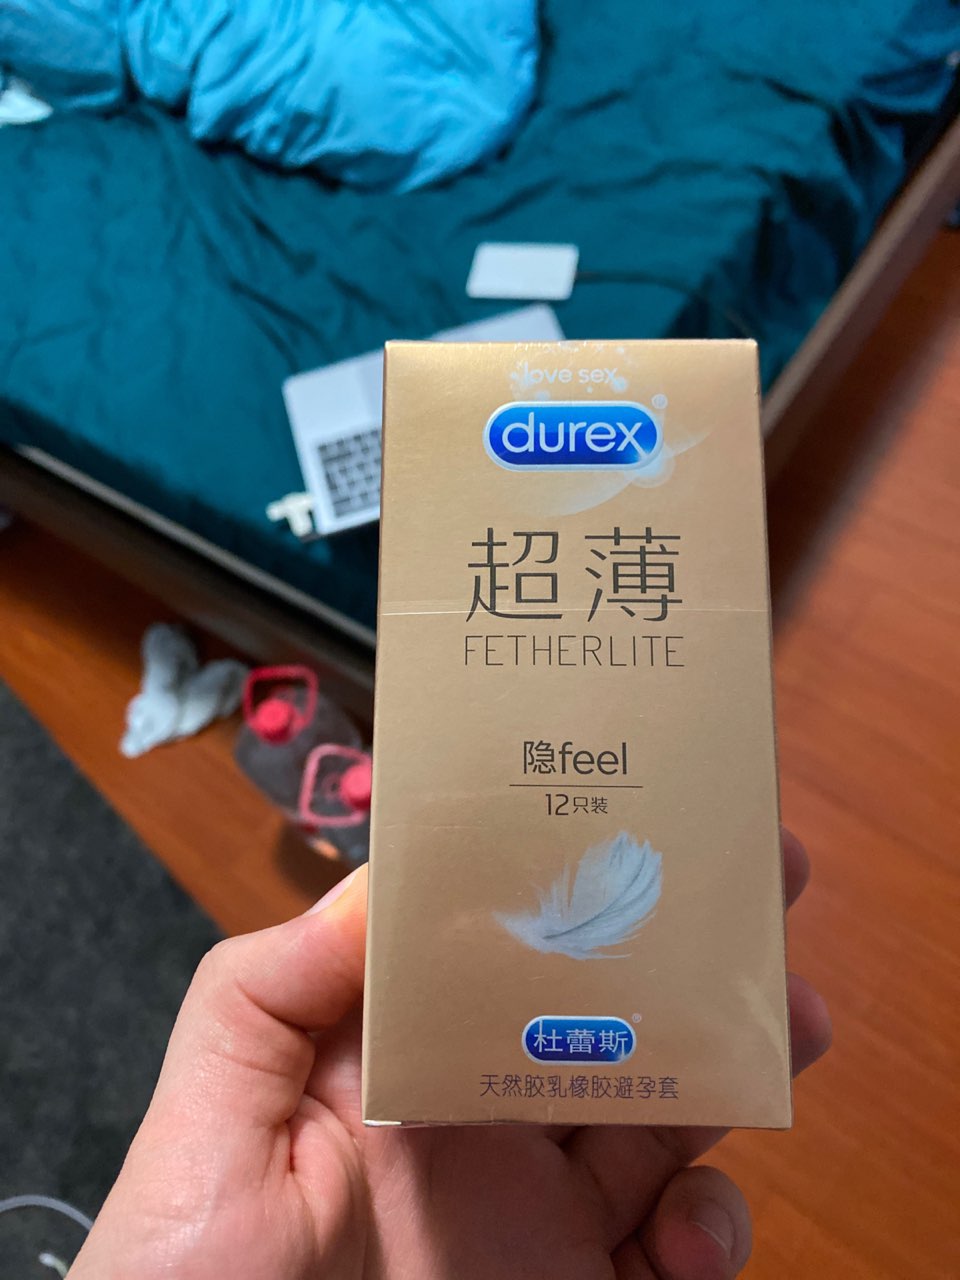 love sex
durex®
超薄
FETHERLITE
隐feel
12只装
杜蕾斯®
天然胶乳橡胶避孕套